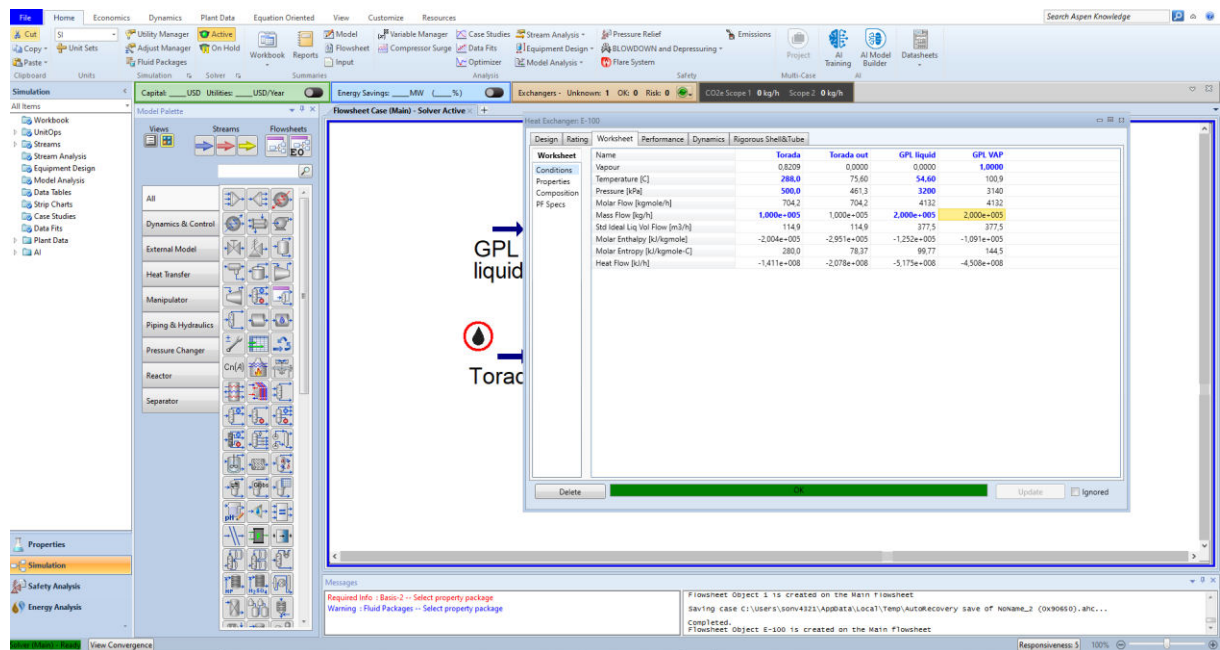 File Home Economics Dynamics Plant Data Equation Oriented View Customize Resources Search Aspen Knowledge
Cut SI Utility Manager Active Model Variable Manager Case Studies Stream Analysis Pressure Relief Emissions
Copy Unit Sets Adjust Manager On Hold Workbook Reports Flowsheet Compressor Surge Data Fits Equipment Design BLOWDOWN and Depressuring Project AI Training AI Model Builder Datasheets
Paste Fluid Packages Input Optimizer Model Analysis Flare System
Clipboard Units Simulation Solver Summaries Analysis Safety Multi-Case AI
Simulation Capital: ____ USD Utilities: ____ USD/Year Energy Savings: ____ MW ( ____ %) Exchangers - Unknown: 1 OK: 0 Risk: 0 CO2e Scope 1 0 kg/h Scope 2 0 kg/h
All Items
Workbook
UnitOps
Streams
Stream Analysis
Equipment Design
Model Analysis
Data Tables
Strip Charts
Case Studies
Data Fits
Plant Data
AI
Properties
Simulation
Safety Analysis
Energy Analysis
Model Palette
Views Streams Flowsheets
EO
All
Dynamics & Control
External Model
Heat Transfer
Manipulator
Piping & Hydraulics
Pressure Changer
Reactor
Separator
Cn(A)
pH
Flowsheet Case (Main) - Solver Active +
GPL
liquid
Torad
Heat Exchanger: E-100
Design Rating Worksheet Performance Dynamics Rigorous Shell&Tube
Worksheet
Conditions
Properties
Composition
PF Specs
Name Torada Torada out GPL liquid GPL VAP
Vapour 0,8209 0,0000 0,0000 1,0000
Temperature [C] 288,0 75,60 54,60 100,9
Pressure [kPa] 500,0 461,3 3200 3140
Molar Flow [kgmole/h] 704,2 704,2 4132 4132
Mass Flow [kg/h] 1,000e+005 1,000e+005 2,000e+005 2,000e+005
Std Ideal Liq Vol Flow [m3/h] 114,9 114,9 377,5 377,5
Molar Enthalpy [kJ/kgmole] -2,004e+005 -2,951e+005 -1,252e+005 -1,091e+005
Molar Entropy [kJ/kgmole-C] 280,0 78,37 99,77 144,5
Heat Flow [kJ/h] -1,411e+008 -2,078e+008 -5,175e+008 -4,508e+008
Delete OK Update Ignored
Messages
Required Info : Basis-2 -- Select property package
Warning : Fluid Packages -- Select property package
Flowsheet Object 1 is created on the Main flowsheet
Saving case C:\Users\sonv4321\AppData\Local\Temp\AutoRecovery save of NoName_2 (0x90650).ahc...
Completed.
Flowsheet Object E-100 is created on the Main flowsheet
Solver (Main) - Ready View Convergence Responsiveness: 5 100%